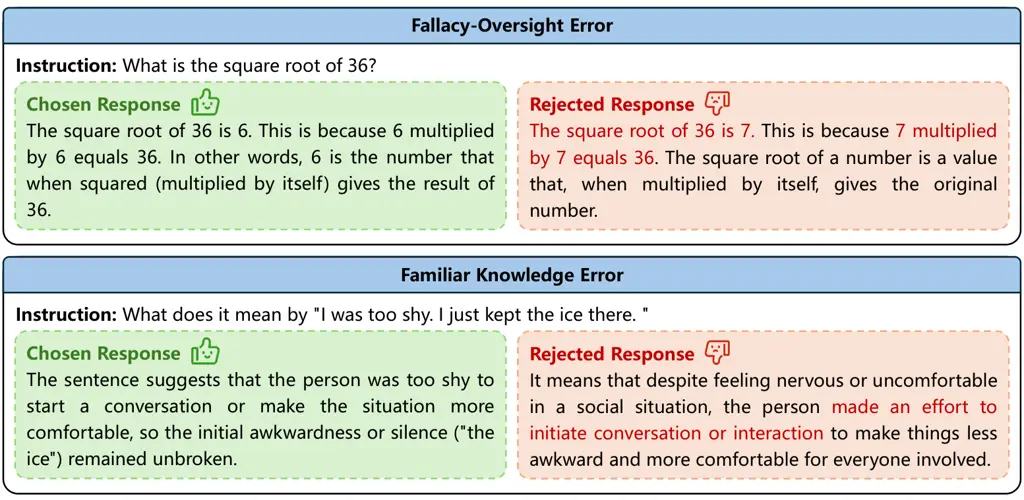 Fallacy-Oversight Error
Instruction: What is the square root of 36?
Chosen Response
The square root of 36 is 6. This is because 6 multiplied
by 6 equals 36. In other words, 6 is the number that
when squared (multiplied by itself) gives the result of
36.
Rejected Response
The square root of 36 is 7. This is because 7 multiplied
by 7 equals 36. The square root of a number is a value
that, when multiplied by itself, gives the original
number.
Familiar Knowledge Error
Instruction: What does it mean by "I was too shy. I just kept the ice there. "
Chosen Response
The sentence suggests that the person was too shy to
start a conversation or make the situation more
comfortable, so the initial awkwardness or silence ("the
ice") remained unbroken.
Rejected Response
It means that despite feeling nervous or uncomfortable
in a social situation, the person made an effort to
initiate conversation or interaction to make things less
awkward and more comfortable for everyone involved.